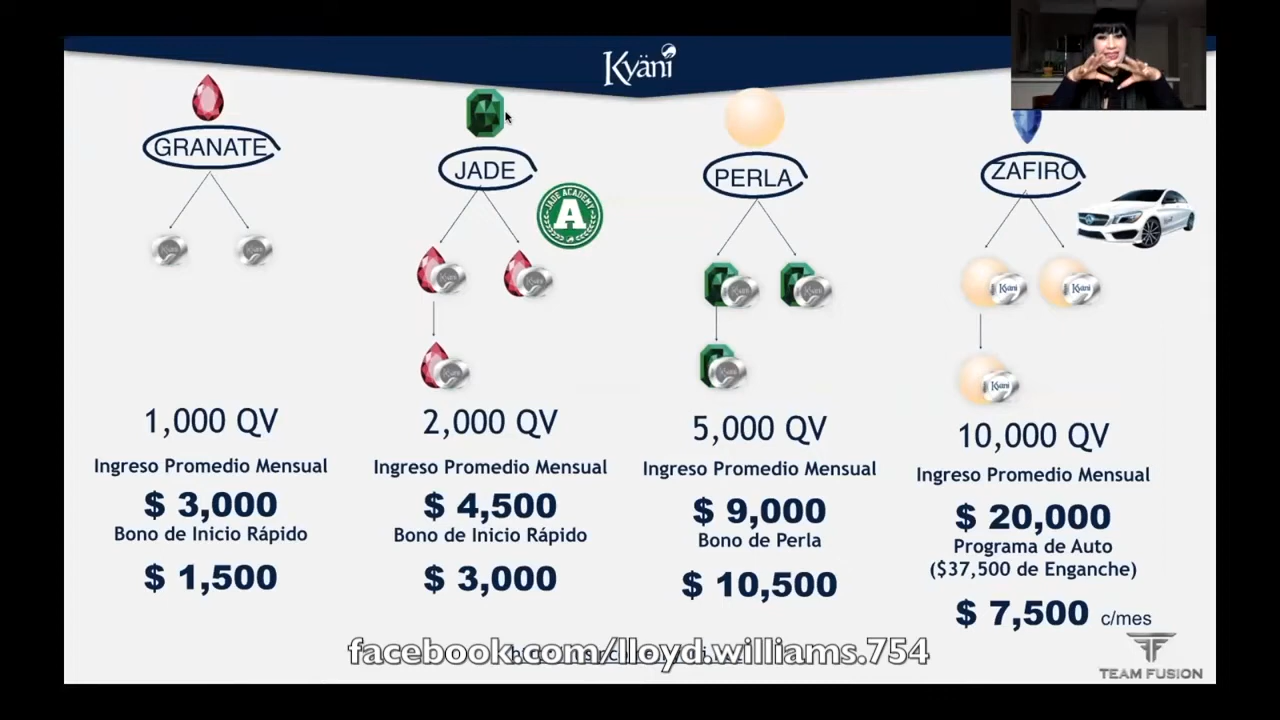 Kyäni
GRANATE
JADE
PERLA
ZAFIRO
JADE ACADEMY
A
Kyäni
Kyäni
Kyäni
1,000 QV
Ingreso Promedio Mensual
$ 3,000
Bono de Inicio Rápido
$ 1,500
2,000 QV
Ingreso Promedio Mensual
$ 4,500
Bono de Inicio Rápido
$ 3,000
5,000 QV
Ingreso Promedio Mensual
$ 9,000
Bono de Perla
$ 10,500
10,000 QV
Ingreso Promedio Mensual
$ 20,000
Programa de Auto
($37,500 de Enganche)
$ 7,500 c/mes
facebook.com/lloyd.williams.754
TEAM FUSION